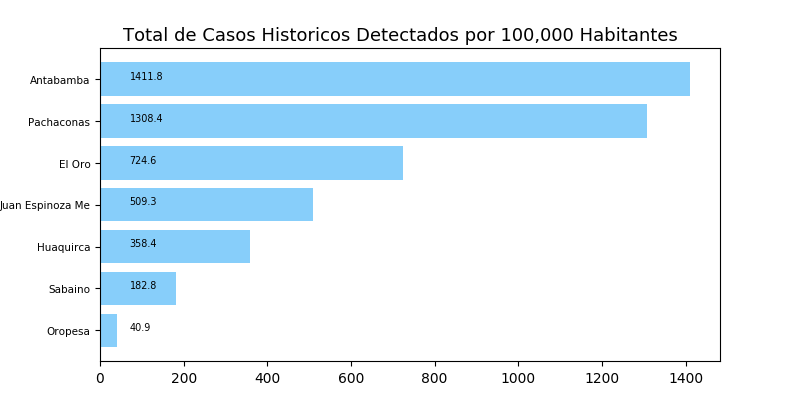 Total de Casos Historicos Detectados por 100,000 Habitantes
Antabamba 1411.8
Pachaconas 1308.4
El Oro 724.6
Juan Espinoza Me 509.3
Huaquirca 358.4
Sabaino 182.8
Oropesa 40.9
0 200 400 600 800 1000 1200 1400